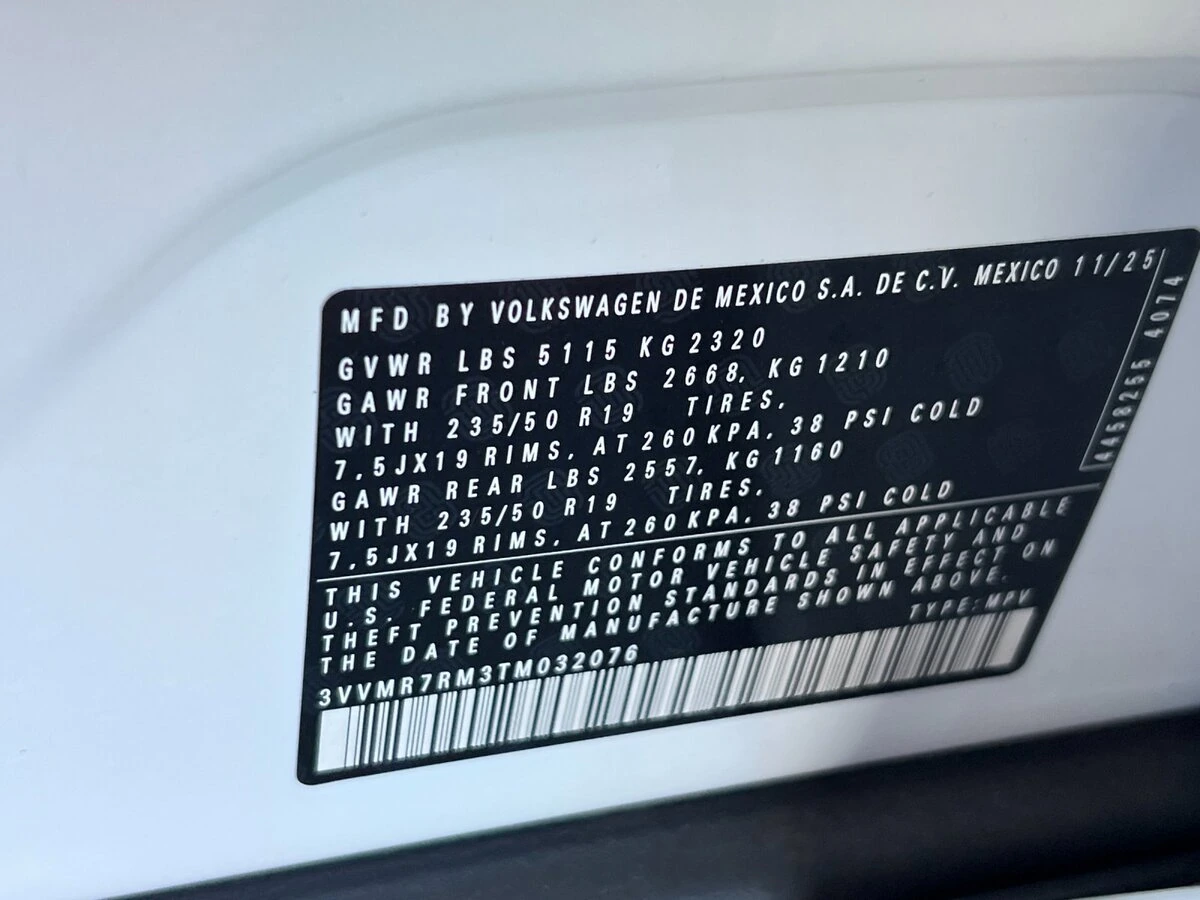 MFD BY VOLKSWAGEN DE MEXICO S.A. DE C.V. MEXICO 11/25
GVWR LBS 5115 KG 2320
GAWR FRONT LBS 2668, KG 1210
WITH 235/50 R19 TIRES,
7,5JX19 RIMS, AT 260 KPA, 38 PSI COLD
GAWR REAR LBS 2557, KG 1160
WITH 235/50 R19 TIRES,
7,5JX19 RIMS, AT 260 KPA, 38 PSI COLD
4458255 4074
THIS VEHICLE CONFORMS TO ALL APPLICABLE
U.S. FEDERAL MOTOR VEHICLE SAFETY AND
THEFT PREVENTION STANDARDS IN EFFECT ON
THE DATE OF MANUFACTURE SHOWN ABOVE.
3VVMR7RM3TM032076 TYPE: MPV